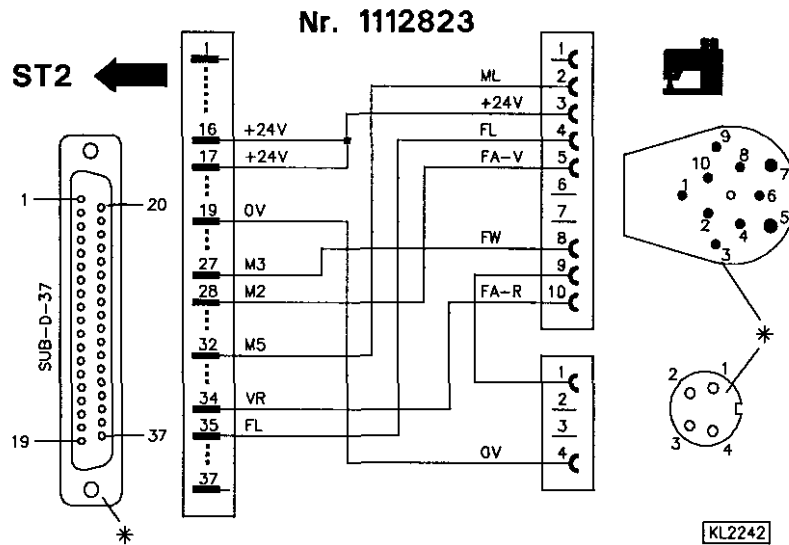 Nr. 1112823
ST2
1
16 +24V
17 +24V
19 0V
27 M3
28 M2
32 M5
34 VR
35 FL
37
1
ML 2
+24V 3
FL 4
FA-V 5
6
7
FW 8
9
FA-R 10
1
2
3
0V 4
1
20
SUB-D-37
19
37
*
9
10
8
7
1
6
2
4
5
3
*
2
1
3
4
KL2242